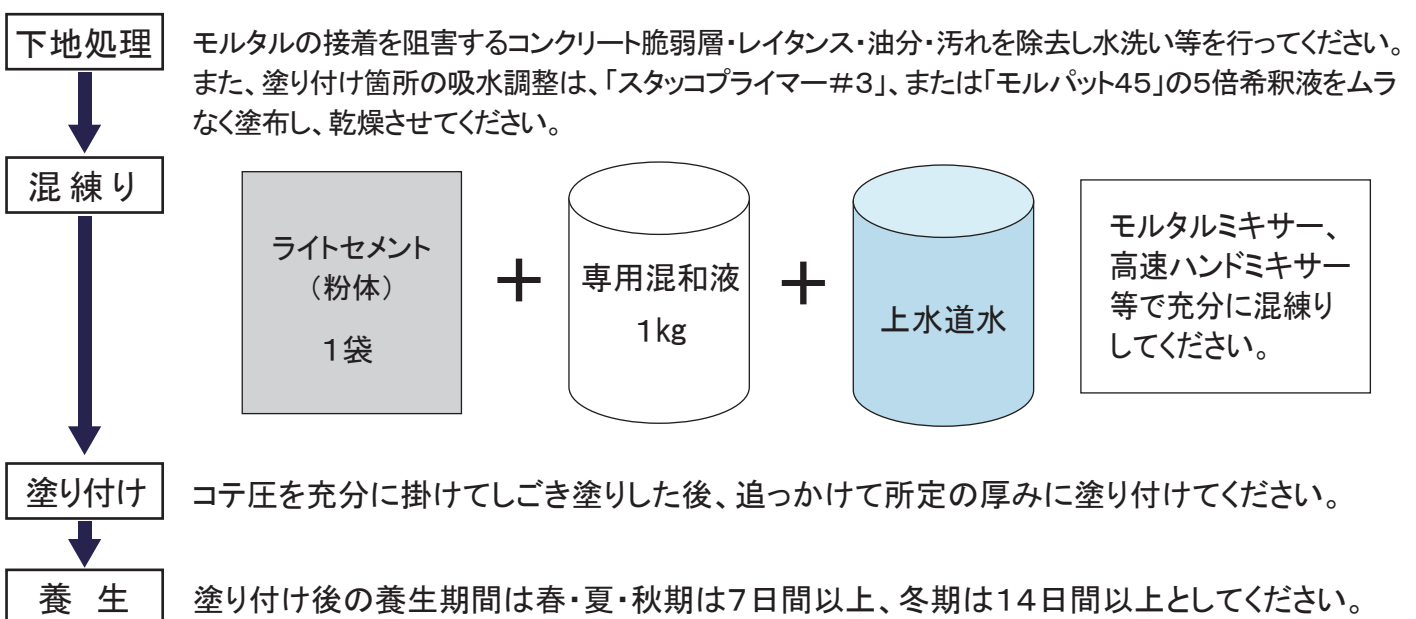 下地処理
モルタルの接着を阻害するコンクリート脆弱層・レイタンス・油分・汚れを除去し水洗い等を行ってください。
また、塗り付け箇所の吸水調整は、「スタッコプライマー＃３」、または「モルパット４５」の５倍希釈液をムラ
なく塗布し、乾燥させてください。
混 練 り
ライトセメント
（粉体）
１袋
＋
専用混和液
１kg
＋
上水道水
モルタルミキサー、
高速ハンドミキサー
等で充分に混練り
してください。
塗り付け
コテ圧を充分に掛けてしごき塗りした後、追っかけて所定の厚みに塗り付けてください。
養 生
塗り付け後の養生期間は春・夏・秋期は７日間以上、冬期は１４日間以上としてください。